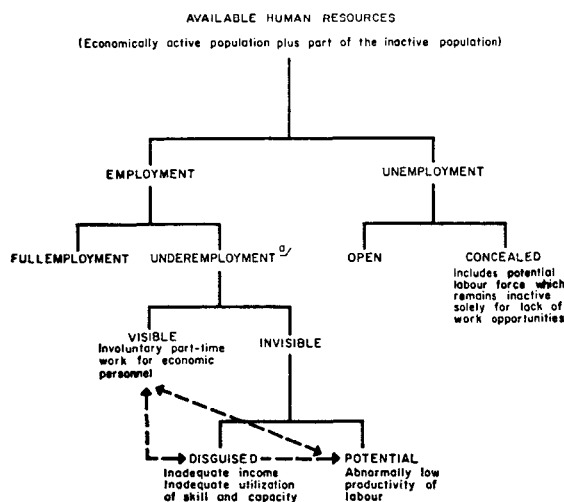 AVAILABLE HUMAN RESOURCES
(Economically active population plus part of the inactive population)
EMPLOYMENT
UNEMPLOYMENT
FULLEMPLOYMENT
UNDEREMPLOYMENT a/
OPEN
CONCEALED
Includes potential
labour force which
remains inactive
solely for lack of
work opportunities
VISIBLE
Involuntary part-time
work for economic
personnel
INVISIBLE
DISGUISED
Inadequate income
Inadequate utilization
of skill and capacity
POTENTIAL
Abnormally low
productivity of
labour